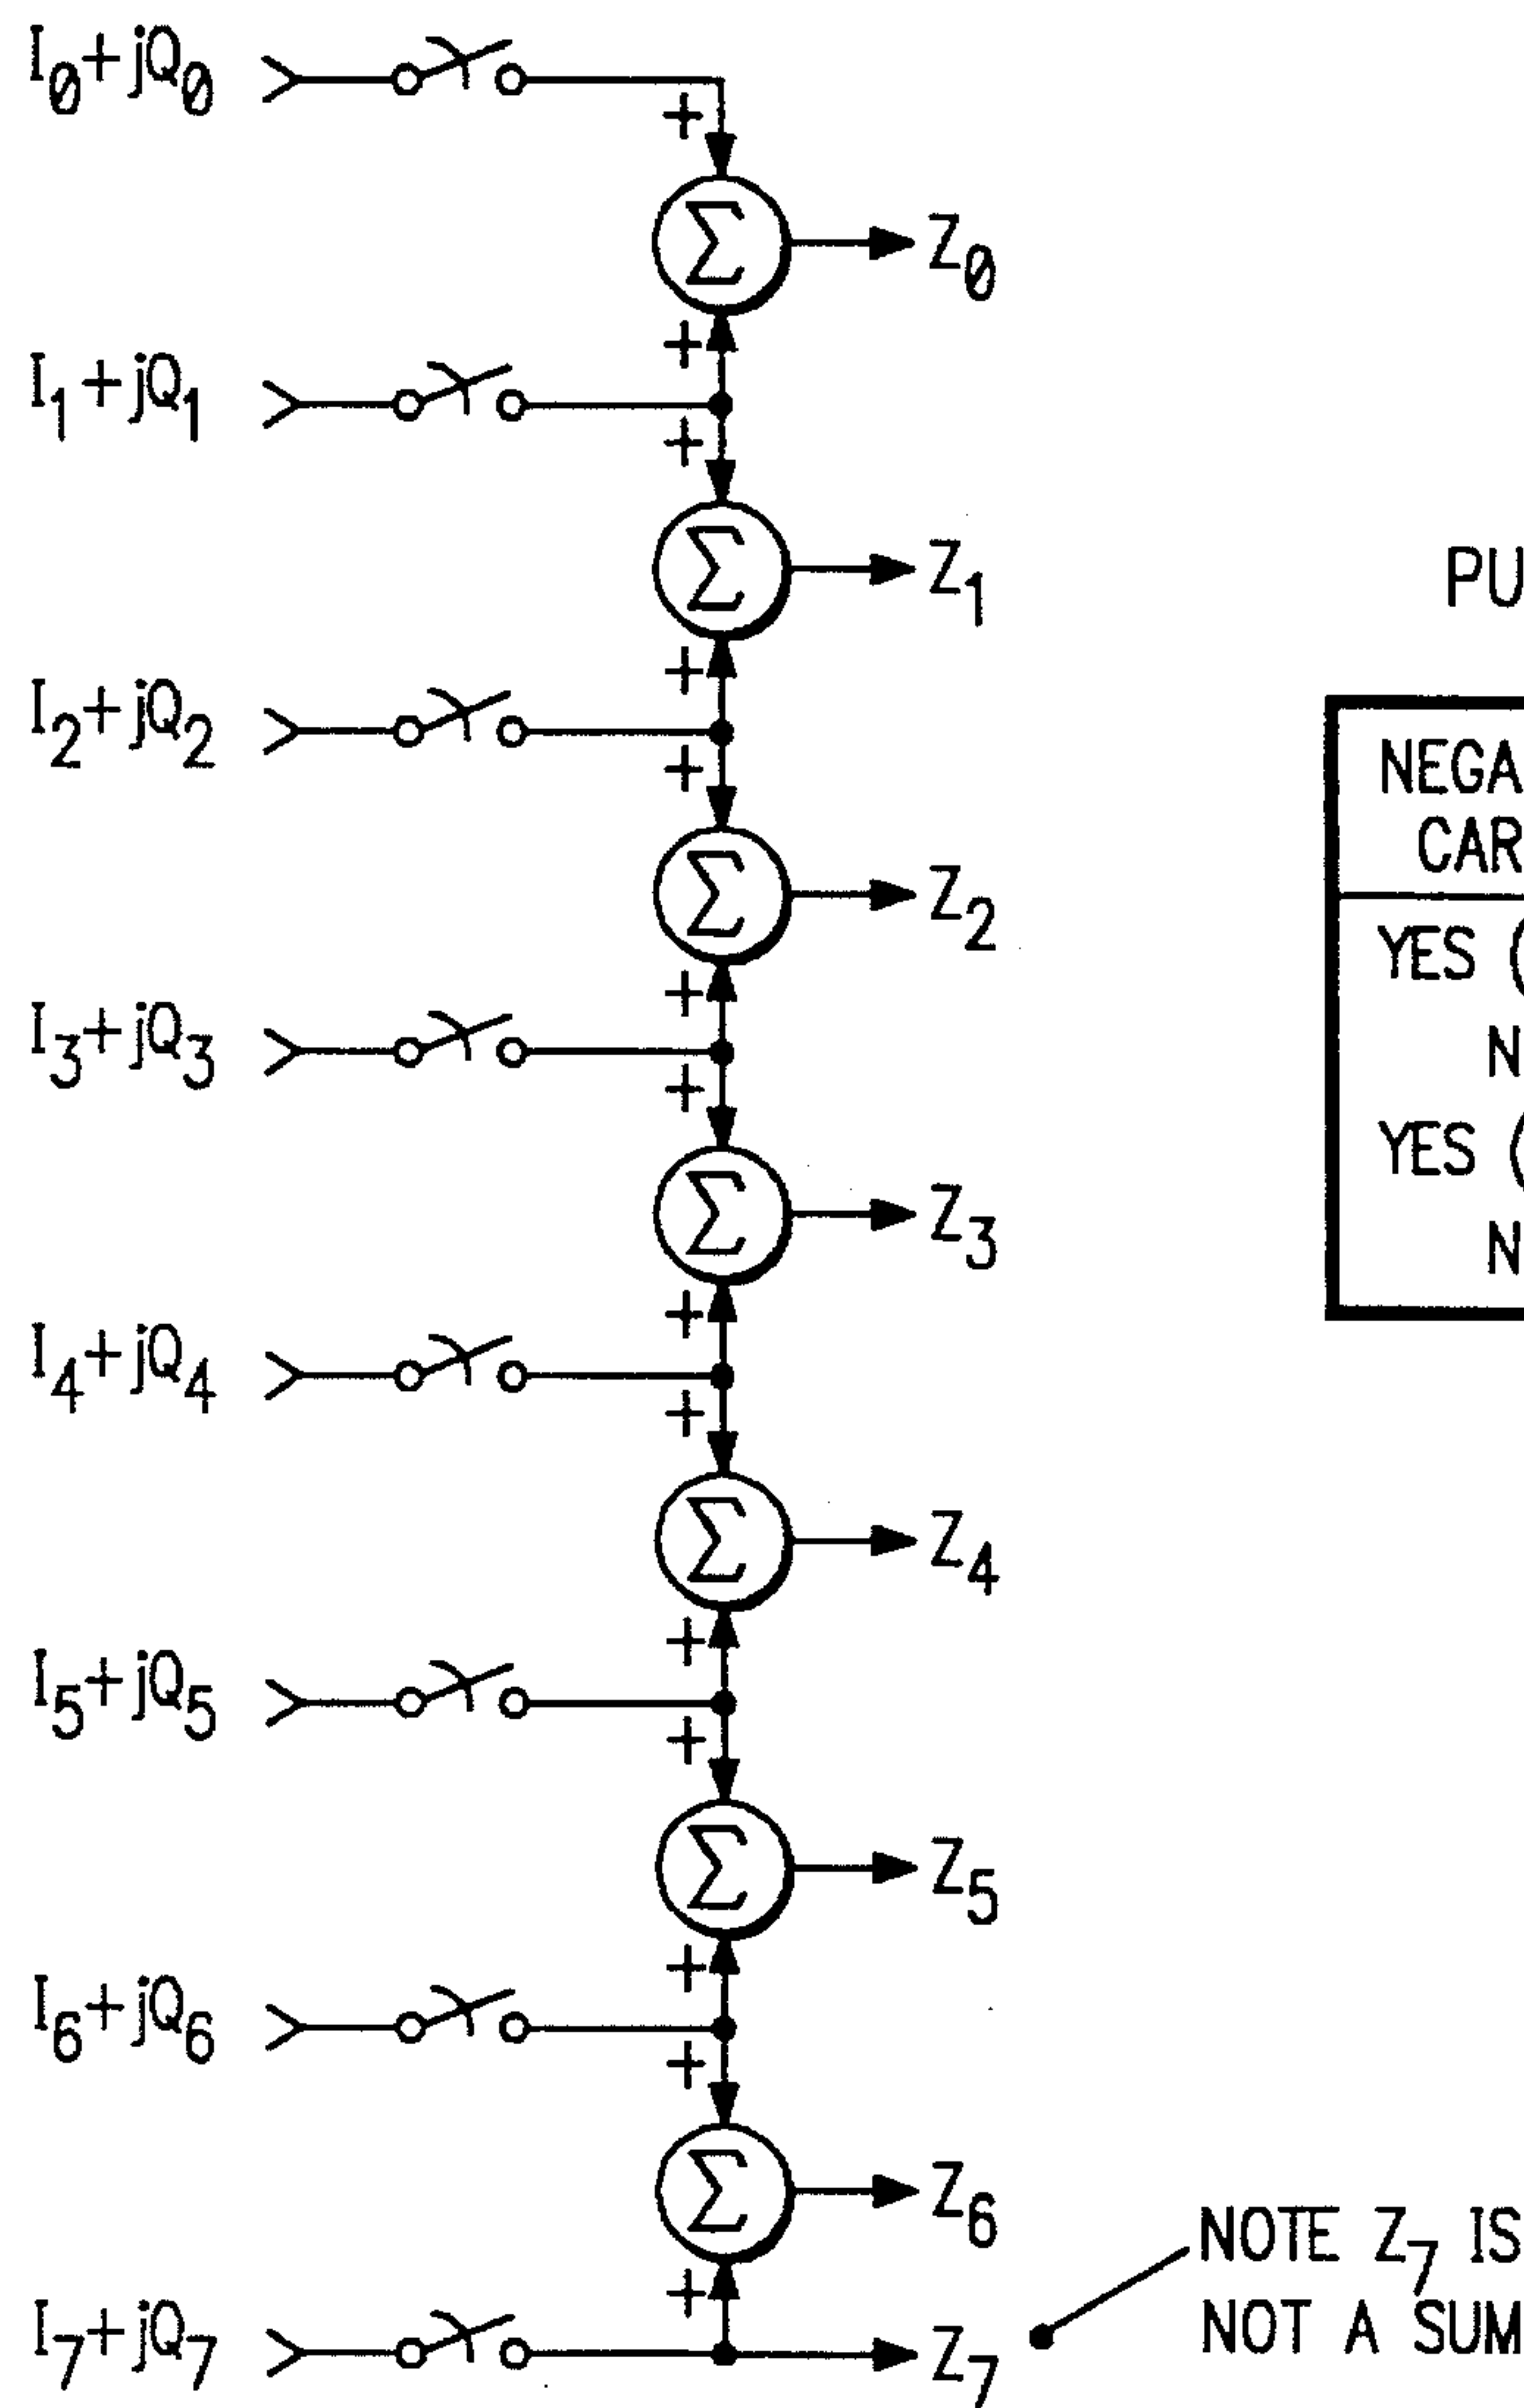 I₀+jQ₀
+
Σ
Z₀
+
I₁+jQ₁
+
Σ
Z₁
+
I₂+jQ₂
+
Σ
Z₂
+
I₃+jQ₃
+
Σ
Z₃
+
I₄+jQ₄
+
Σ
Z₄
+
I₅+jQ₅
+
Σ
Z₅
+
I₆+jQ₆
+
Σ
Z₆
+
I₇+jQ₇
Z₇
PU
NEGA
CAR
YES (
N
YES (
N
NOTE Z₇ IS
NOT A SUM